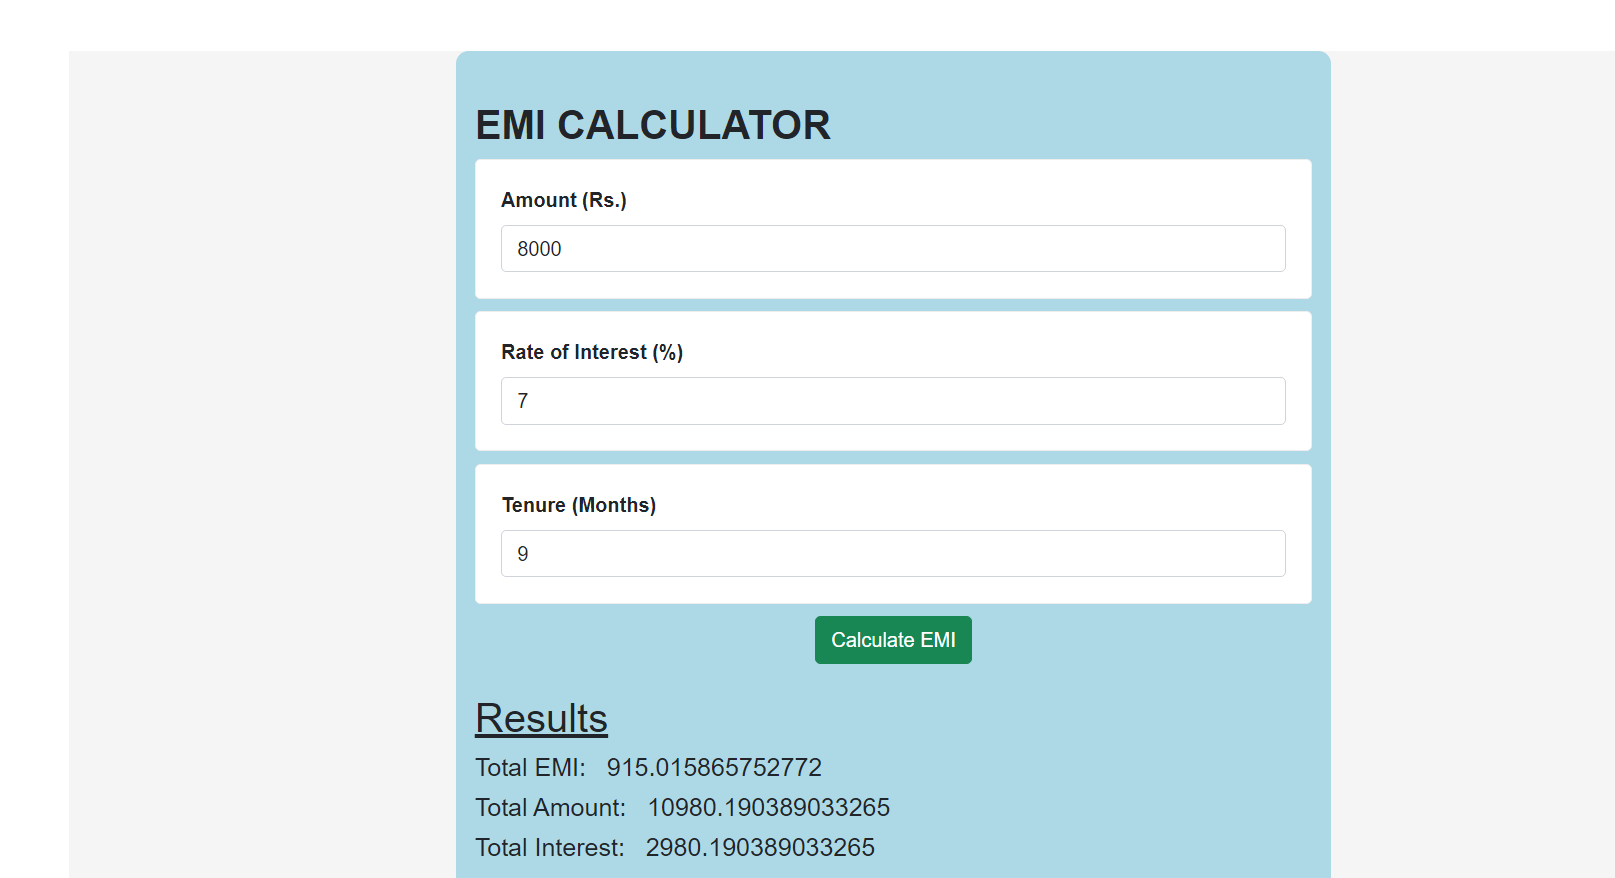 EMI CALCULATOR
Amount (Rs.)
8000
Rate of Interest (%)
7
Tenure (Months)
9
Calculate EMI
Results
Total EMI: 915.015865752772
Total Amount: 10980.190389033265
Total Interest: 2980.190389033265